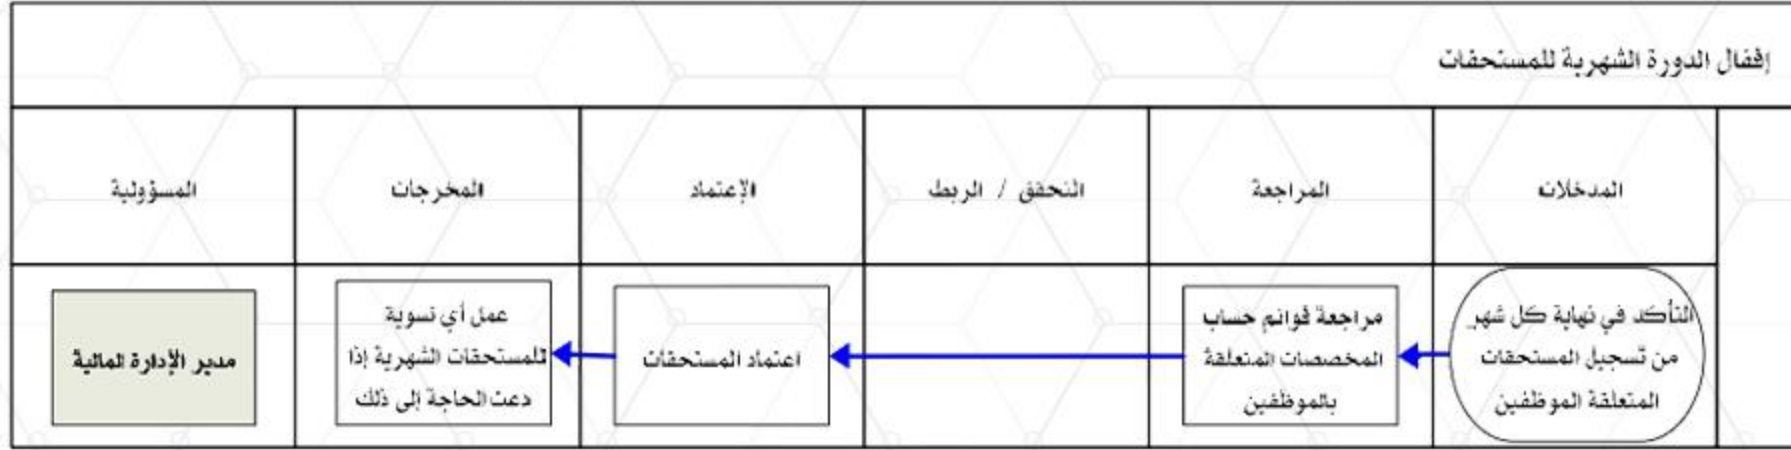 إقفال الدورة الشهرية للمستحقات
المدخلات
المراجعة
التحقق / الربط
الإعتماد
المخرجات
المسؤولية
التأكد في نهاية كل شهر
من تسجيل المستحقات
المتعلقة الموظفين
مراجعة قوائم حساب
المخصصات المتعلقة
بالموظفين
اعتماد المستحقات
عمل أي تسوية
للمستحقات الشهرية إذا
دعت الحاجة إلى ذلك
مدير الإدارة المالية